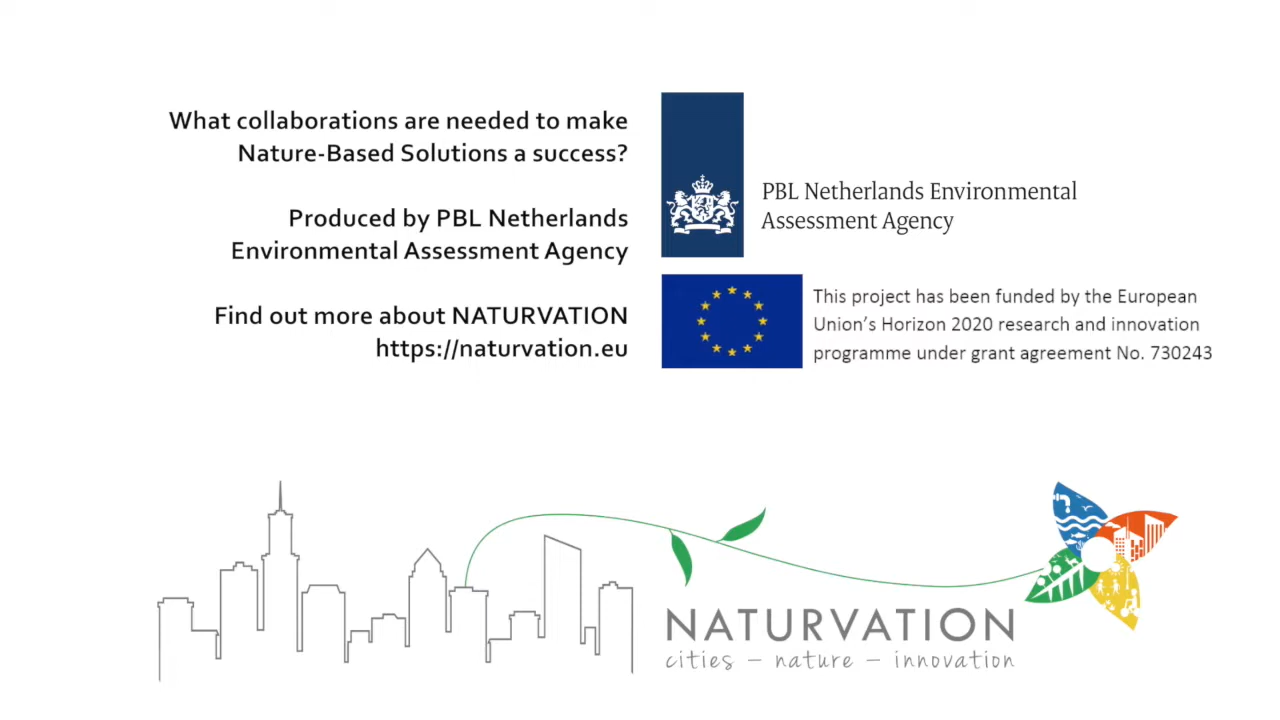 What collaborations are needed to make
Nature-Based Solutions a success?
Produced by PBL Netherlands
Environmental Assessment Agency
Find out more about NATURVATION
https://naturvation.eu
PBL Netherlands Environmental
Assessment Agency
This project has been funded by the European
Union’s Horizon 2020 research and innovation
programme under grant agreement No. 730243
NATURVATION
cities – nature – innovation